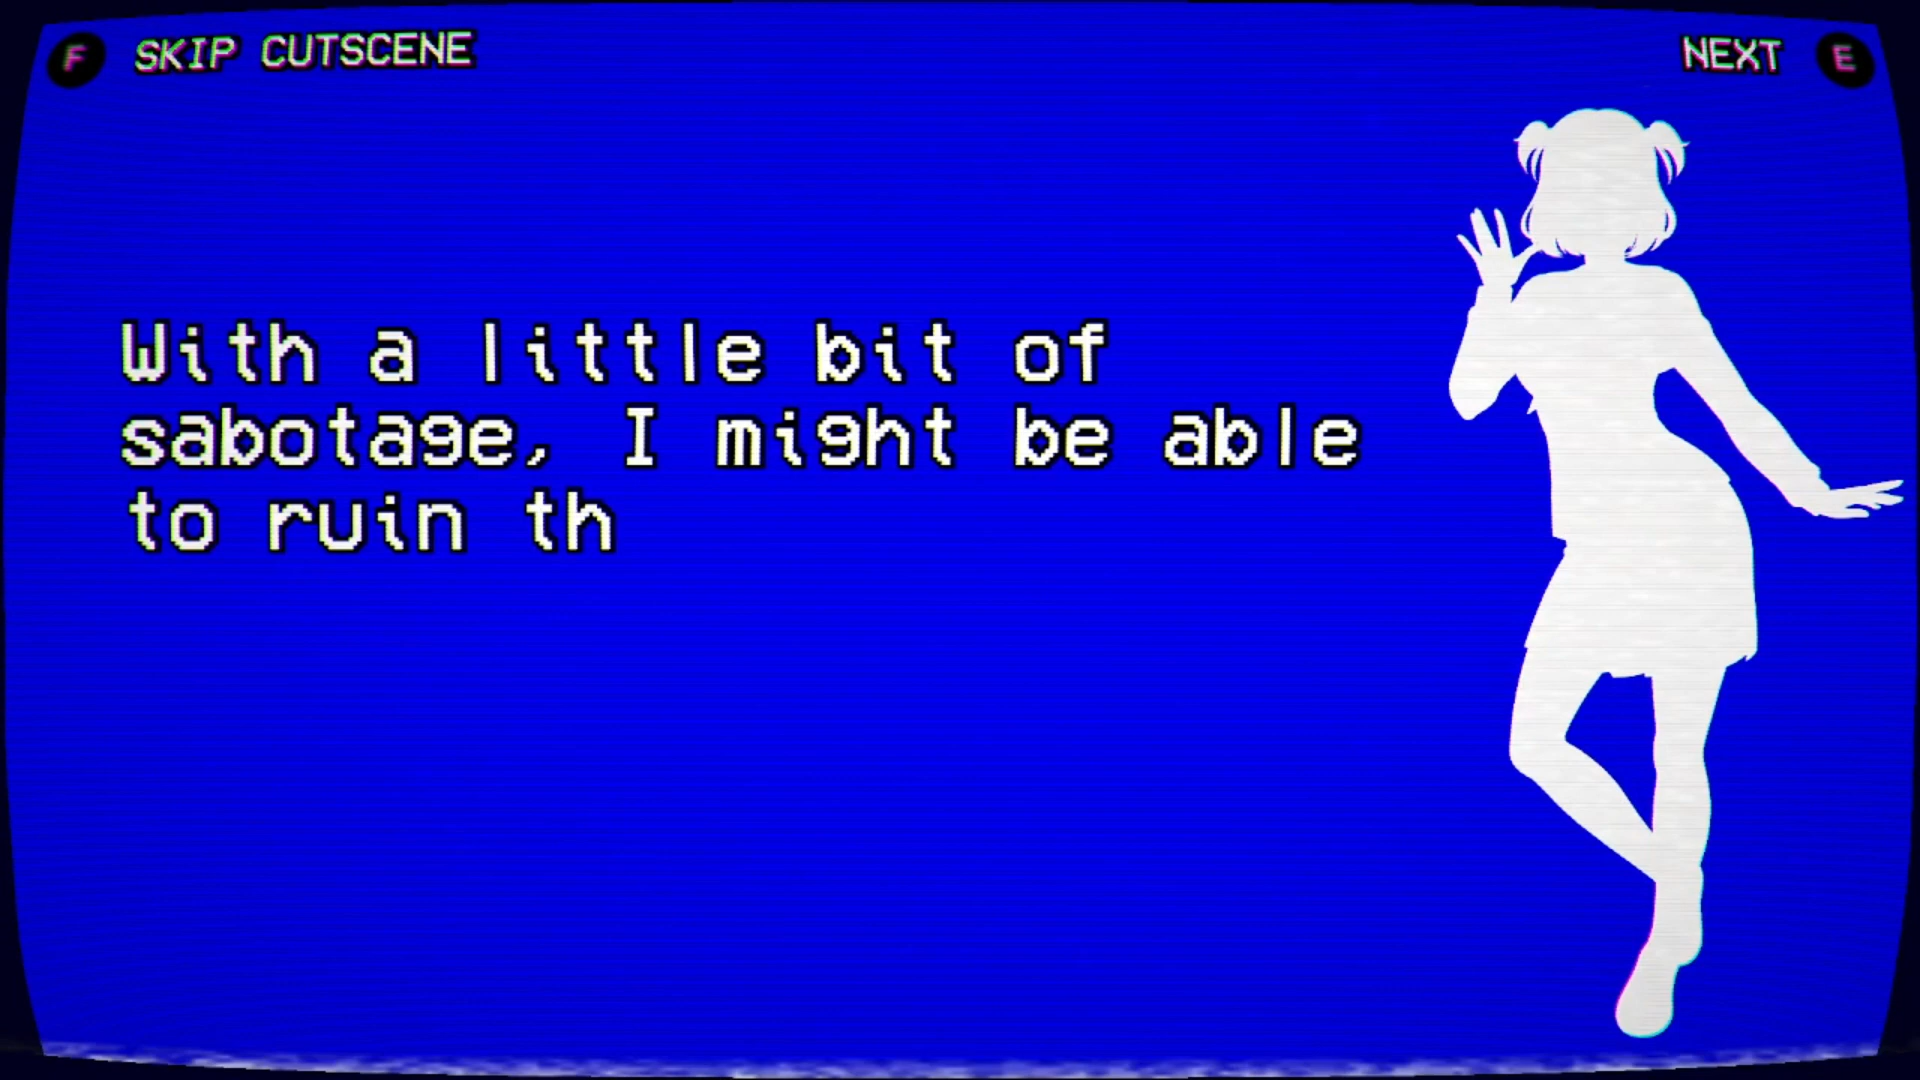 F SKIP CUTSCENE
NEXT E
With a little bit of
sabotage, I might be able
to ruin th